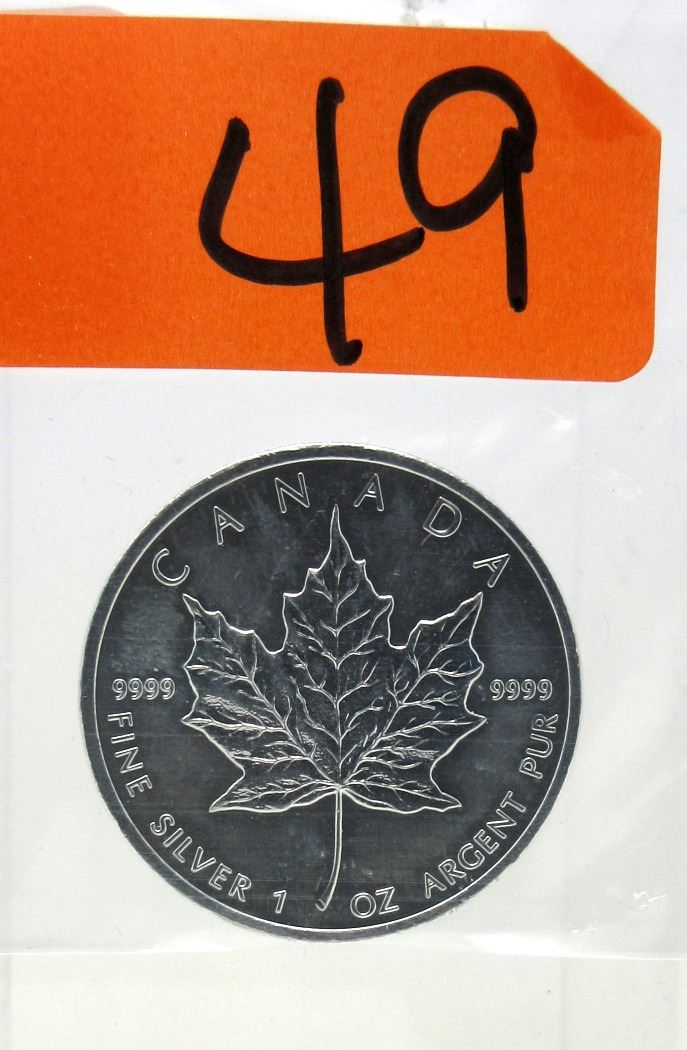 49
CANADA
9999 9999
FINE SILVER 1 OZ ARGENT PUR